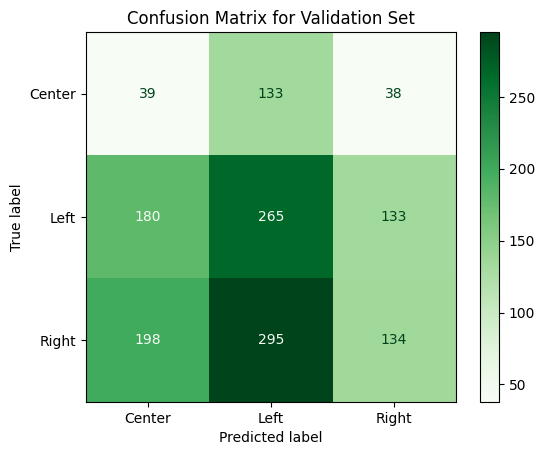 Confusion Matrix for Validation Set
True label
Center 39 133 38
Left 180 265 133
Right 198 295 134
Center Left Right
Predicted label
250
200
150
100
50